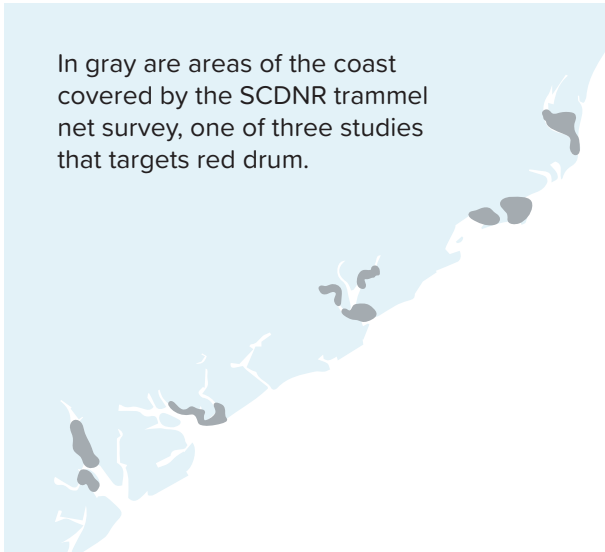 In gray are areas of the coast
covered by the SCDNR trammel
net survey, one of three studies
that targets red drum.